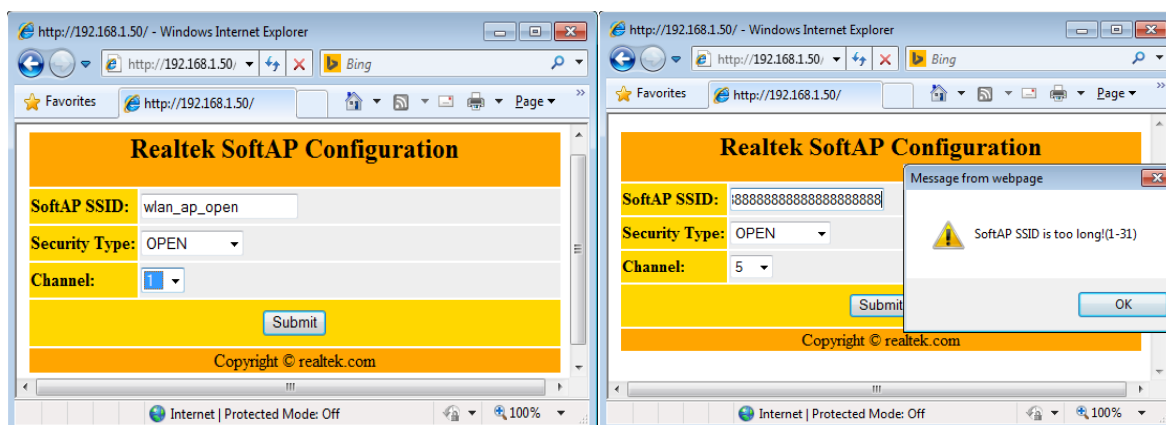 http://192.168.1.50/ - Windows Internet Explorer
http://192.168.1.50/
Bing
Favorites
http://192.168.1.50/
Page
»
Realtek SoftAP Configuration
SoftAP SSID:
wlan_ap_open
Security Type:
OPEN
Channel:
1
Submit
Copyright © realtek.com
Internet | Protected Mode: Off
100%
http://192.168.1.50/ - Windows Internet Explorer
http://192.168.1.50/
Bing
Favorites
http://192.168.1.50/
Page
»
Realtek SoftAP Configuration
SoftAP SSID:
Security Type:
OPEN
Channel:
5
Submit
Copyright © realtek.com
Internet | Protected Mode: Off
100%
Message from webpage
SoftAP SSID is too long!(1-31)
OK